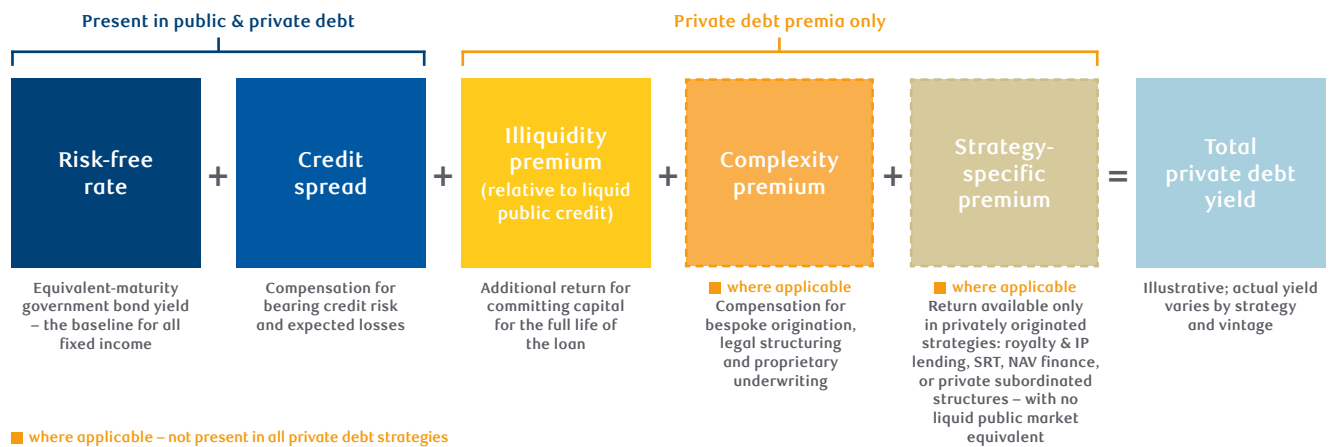 Present in public & private debt
Private debt premia only
Risk-free
rate
+
Credit
spread
+
Illiquidity
premium
(relative to liquid
public credit)
+
Complexity
premium
+
Strategy-
specific
premium
=
Total
private debt
yield
Equivalent-maturity
government bond yield
– the baseline for all
fixed income
Compensation for
bearing credit risk
and expected losses
Additional return for
committing capital
for the full life of
the loan
where applicable
Compensation for
bespoke origination,
legal structuring
and proprietary
underwriting
where applicable
Return available only
in privately originated
strategies: royalty & IP
lending, SRT, NAV finance,
or private subordinated
structures – with no
liquid public market
equivalent
Illustrative; actual yield
varies by strategy
and vintage
where applicable – not present in all private debt strategies